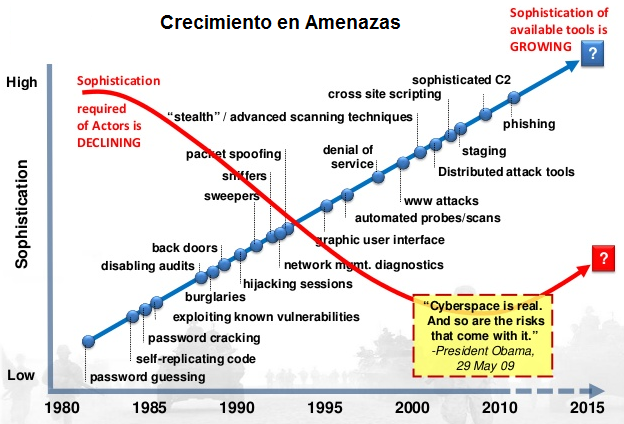 Crecimiento en Amenazas
Sophistication of
available tools is
GROWING
?
High
Sophistication
required
of Actors is
DECLINING
sophisticated C2
cross site scripting
"stealth" / advanced scanning techniques
phishing
packet spoofing
denial of
service
staging
sniffers
Distributed attack tools
sweepers
www attacks
automated probes/scans
graphic user interface
back doors
disabling audits
network mgmt. diagnostics
?
hijacking sessions
burglaries
exploiting known vulnerabilities
"Cyberspace is real.
And so are the risks
that come with it."
-President Obama,
29 May 09
password cracking
self-replicating code
password guessing
Sophistication
Low
1980 1985 1990 1995 2000 2010 2015